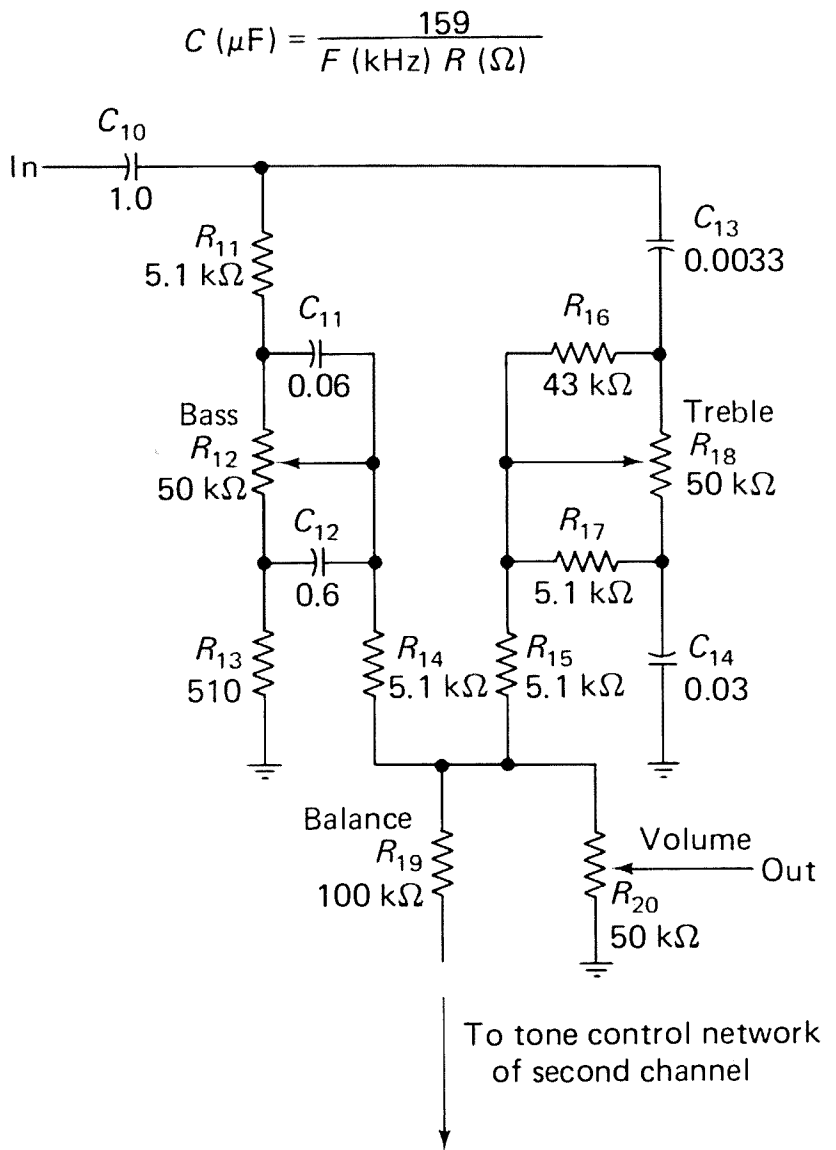 C (μF) = 159 / F (kHz) R (Ω)
C10
In
1.0
C13
0.0033
R11
5.1 kΩ
C11
0.06
R16
43 kΩ
Bass
R12
50 kΩ
Treble
R18
50 kΩ
C12
0.6
R17
5.1 kΩ
R13
510
R14
5.1 kΩ
R15
5.1 kΩ
C14
0.03
Balance
R19
100 kΩ
Volume
Out
R20
50 kΩ
To tone control network
of second channel